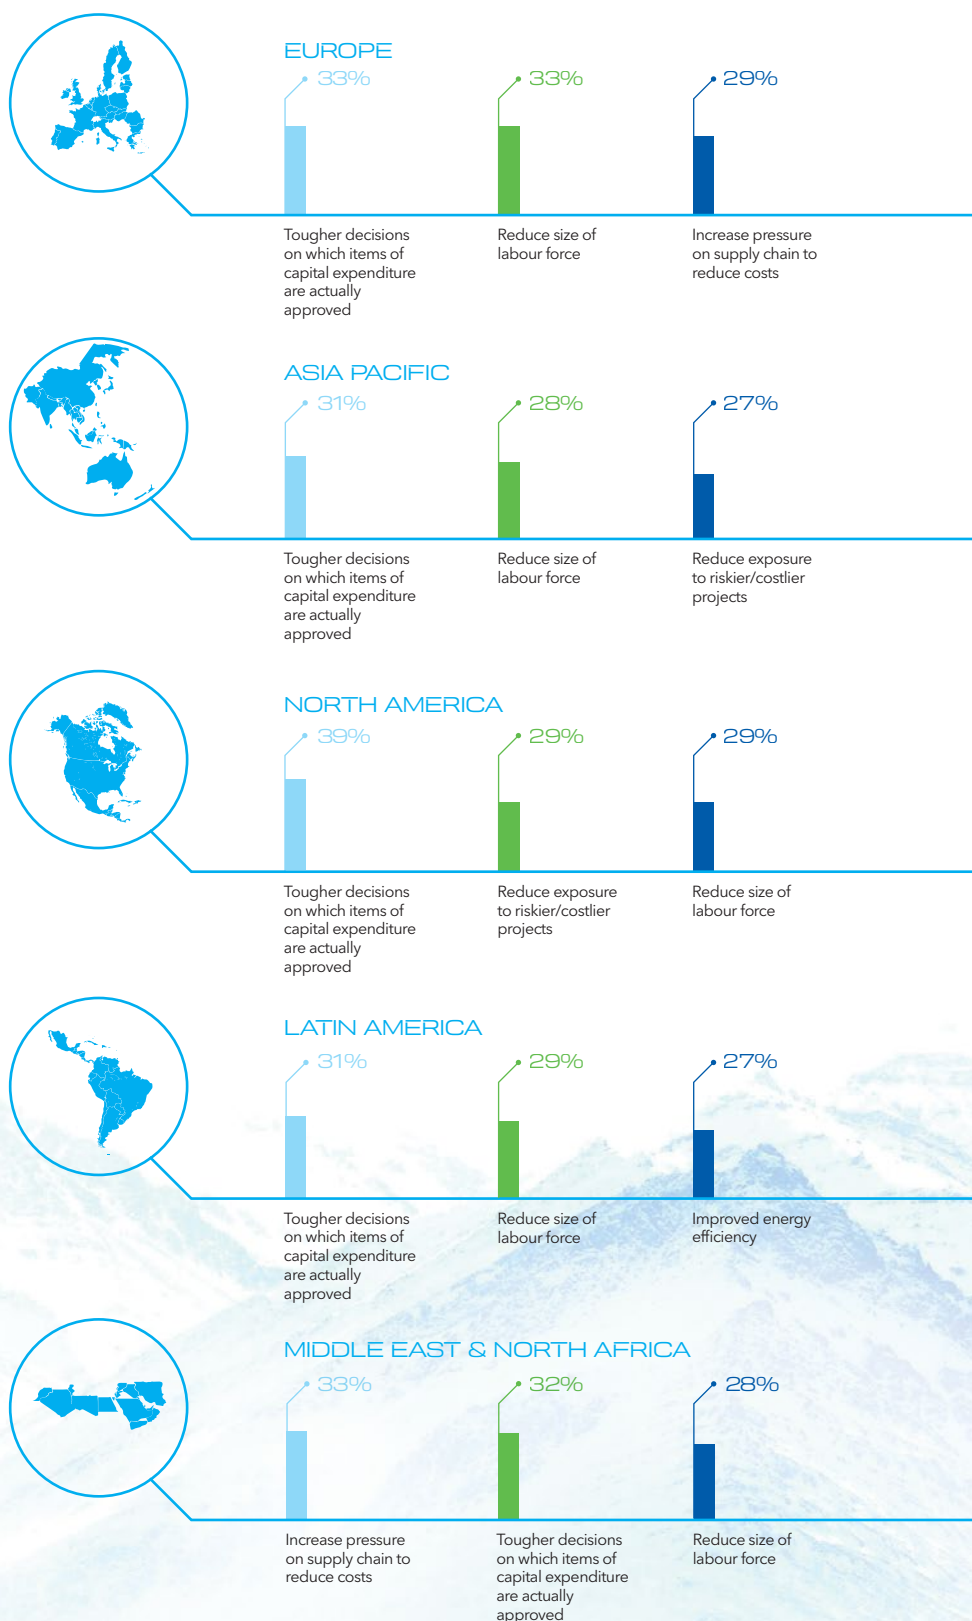 EUROPE
33%
33%
29%
Tougher decisions
on which items of
capital expenditure
are actually
approved
Reduce size of
labour force
Increase pressure
on supply chain to
reduce costs
ASIA PACIFIC
31%
28%
27%
Tougher decisions
on which items of
capital expenditure
are actually
approved
Reduce size of
labour force
Reduce exposure
to riskier/costlier
projects
NORTH AMERICA
39%
29%
29%
Tougher decisions
on which items of
capital expenditure
are actually
approved
Reduce exposure
to riskier/costlier
projects
Reduce size of
labour force
LATIN AMERICA
31%
29%
27%
Tougher decisions
on which items of
capital expenditure
are actually
approved
Reduce size of
labour force
Improved energy
efficiency
MIDDLE EAST & NORTH AFRICA
33%
32%
28%
Increase pressure
on supply chain to
reduce costs
Tougher decisions
on which items of
capital expenditure
are actually
approved
Reduce size of
labour force